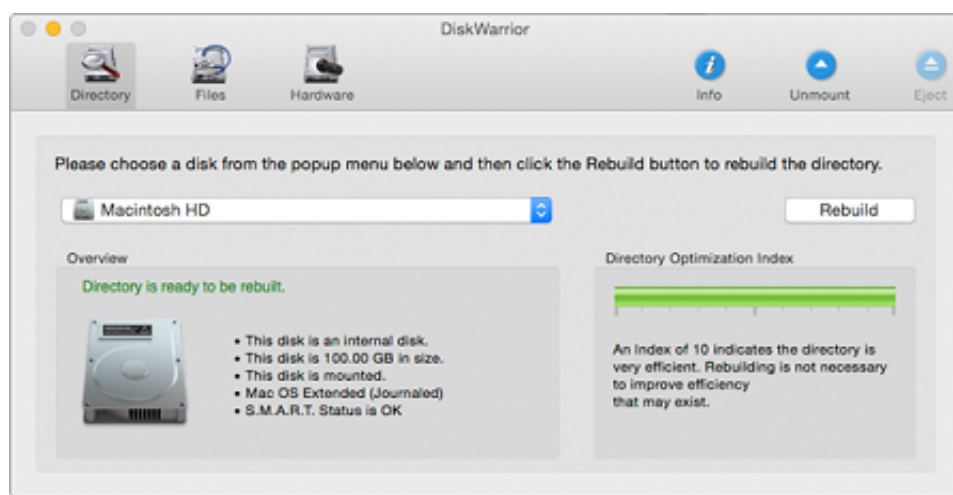 DiskWarrior
Directory
Files
Hardware
Info
Unmount
Eject
Please choose a disk from the popup menu below and then click the Rebuild button to rebuild the directory.
Macintosh HD
Rebuild
Overview
Directory is ready to be rebuilt.
• This disk is an internal disk.
• This disk is 100.00 GB in size.
• This disk is mounted.
• Mac OS Extended (Journaled)
• S.M.A.R.T. Status is OK
Directory Optimization Index
An Index of 10 indicates the directory is
very efficient. Rebuilding is not necessary
to improve efficiency
that may exist.